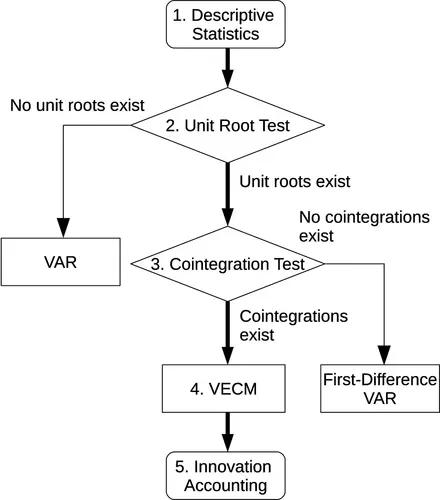 1. Descriptive
Statistics
No unit roots exist
2. Unit Root Test
Unit roots exist
No cointegrations
exist
VAR
3. Cointegration Test
Cointegrations
exist
4. VECM
First-Difference
VAR
5. Innovation
Accounting